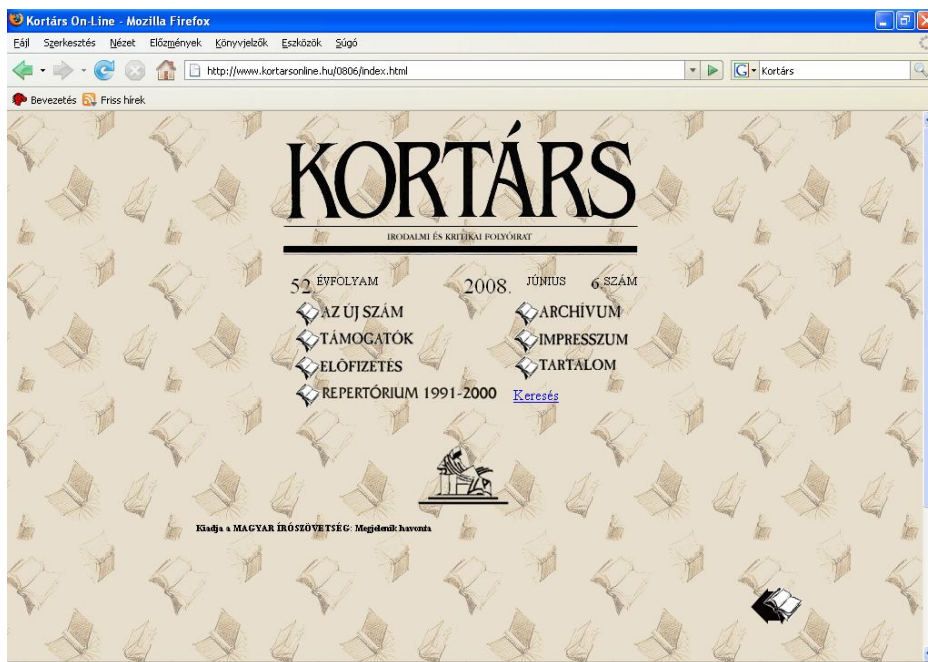 Kortárs On-Line - Mozilla Firefox
Fájl Szerkesztés Nézet Előzmények Könyvjelzők Eszközök Súgó
http://www.kortarsonline.hu/0806/index.html G Kortárs
Bevezetés Friss hírek
KORTÁRS
IRODALMI ÉS KRITIKAI FOLYÓIRAT
52. ÉVFOLYAM 2008. JÚNIUS 6. SZÁM
AZ ÚJ SZÁM ARCHÍVUM
TÁMOGATÓK IMPRESSZUM
ELŐFIZETÉS TARTALOM
REPERTÓRIUM 1991-2000 Keresés
Kiadja a MAGYAR ÍRÓSZÖVETSÉG: Megjelenik havonta